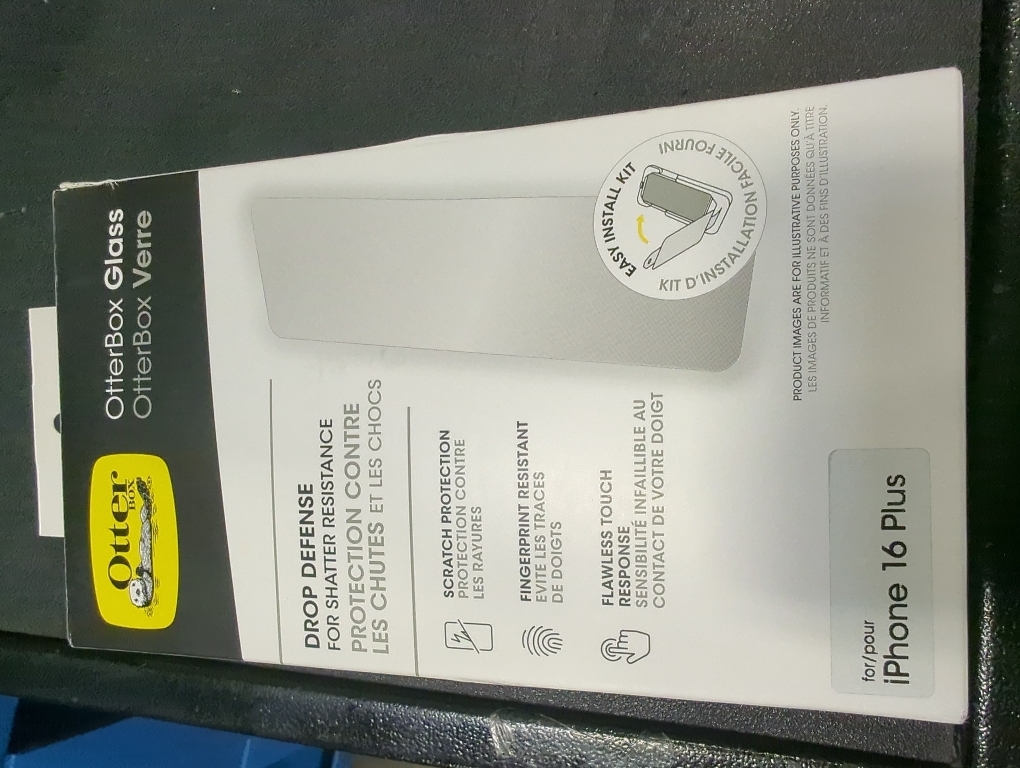 Otter
BOX
OtterBox Glass
OtterBox Verre
DROP DEFENSE
FOR SHATTER RESISTANCE
PROTECTION CONTRE
LES CHUTES ET LES CHOCS
SCRATCH PROTECTION
PROTECTION CONTRE
LES RAYURES
FINGERPRINT RESISTANT
EVITE LES TRACES
DE DOIGTS
FLAWLESS TOUCH
RESPONSE
SENSIBILITÉ INFAILLIBLE AU
CONTACT DE VOTRE DOIGT
EASY INSTALL KIT
KIT D'INSTALLATION FACILE FOURNI
for/pour
iPhone 16 Plus
PRODUCT IMAGES ARE FOR ILLUSTRATIVE PURPOSES ONLY.
LES IMAGES DE PRODUITS NE SONT DONNÉES QU'À TITRE
INFORMATIF ET À DES FINS D'ILLUSTRATION.